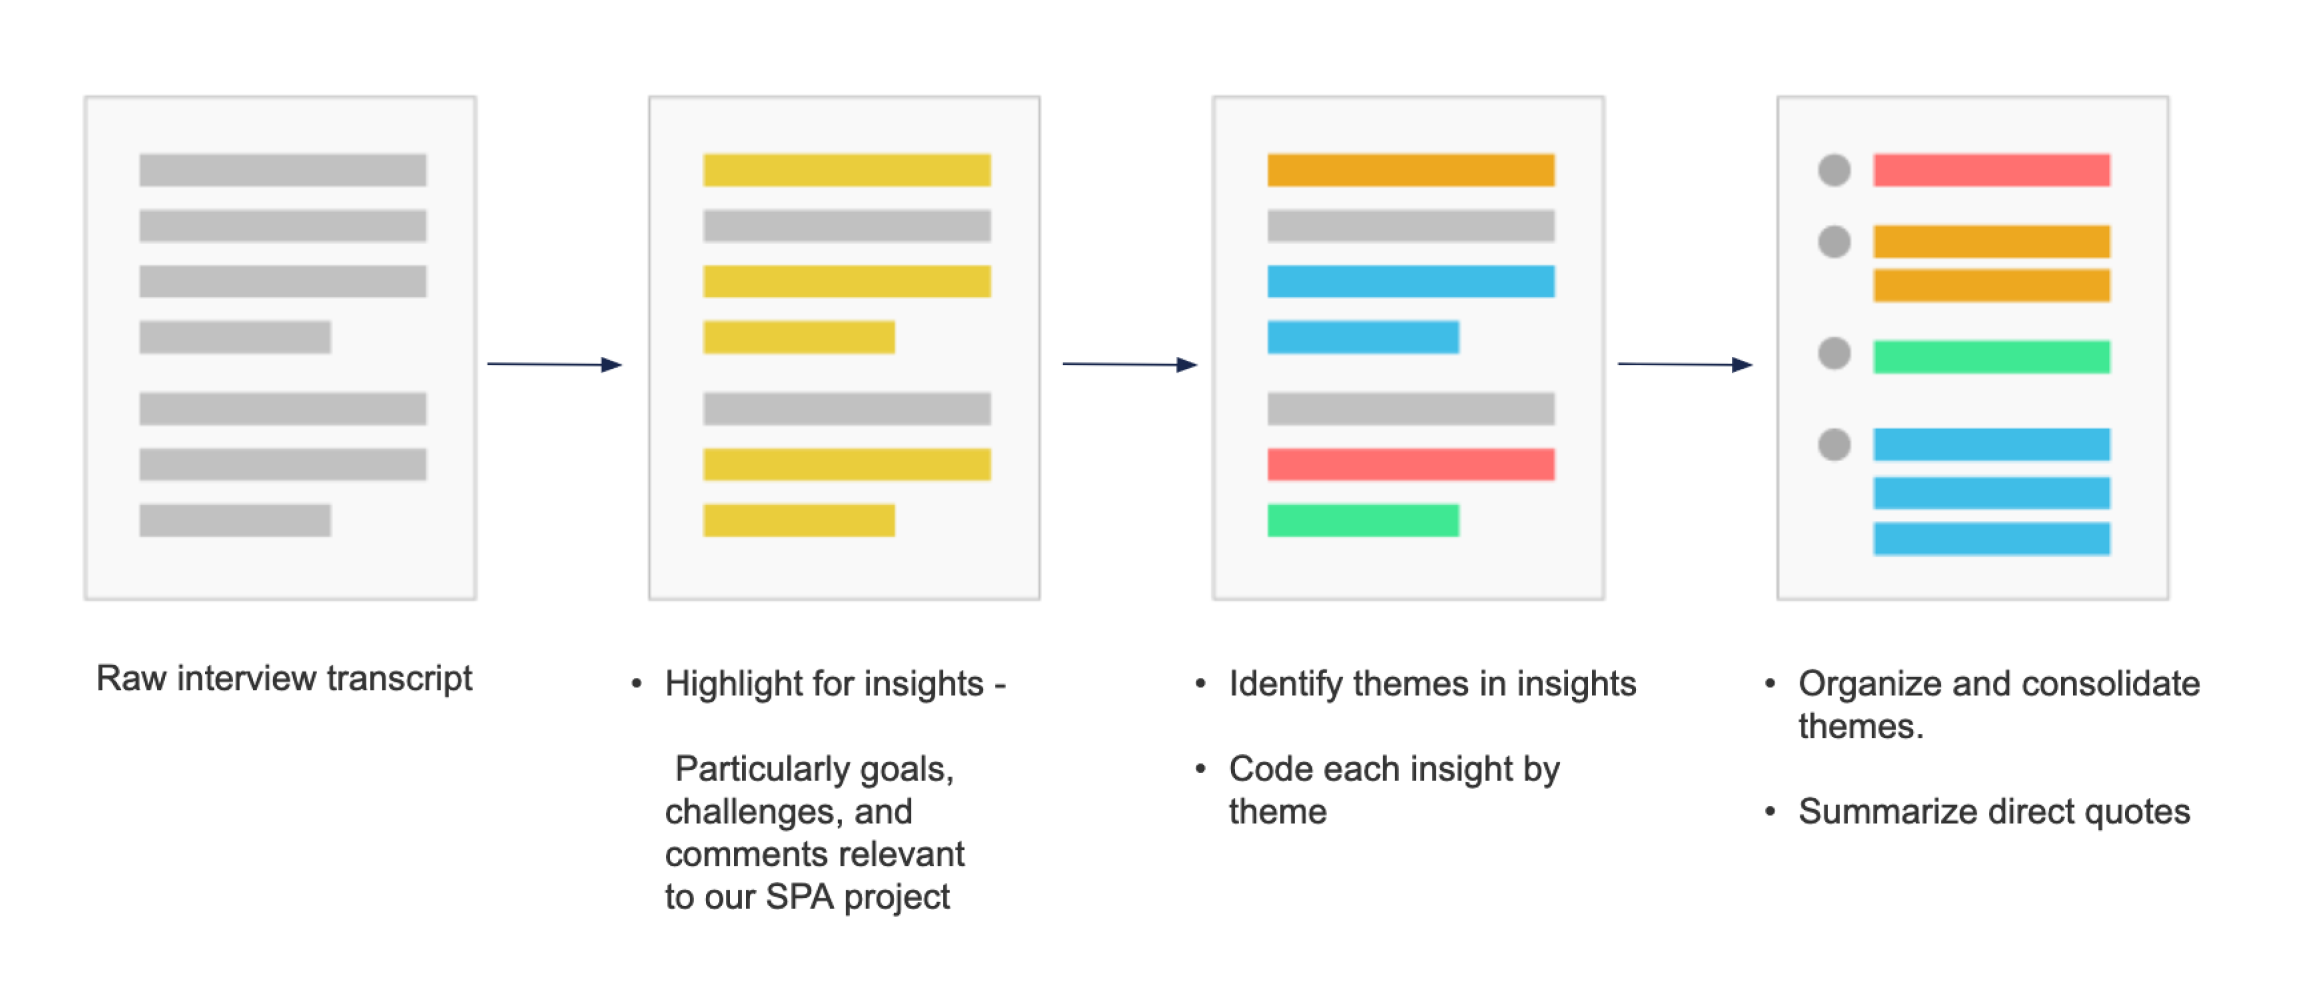 Raw interview transcript
• Highlight for insights -
Particularly goals,
challenges, and
comments relevant
to our SPA project
• Identify themes in insights
• Code each insight by
theme
• Organize and consolidate
themes.
• Summarize direct quotes